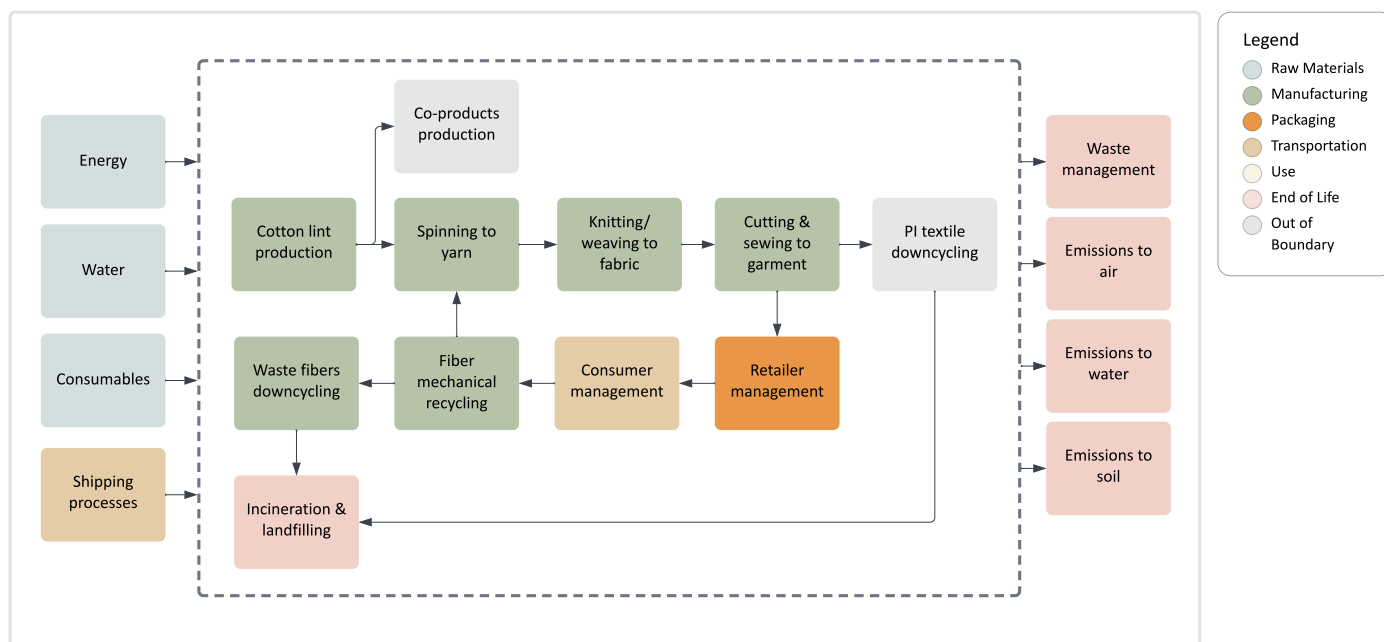 Legend
Raw Materials
Manufacturing
Packaging
Transportation
Use
End of Life
Out of
Boundary
Energy
Water
Consumables
Shipping
processes
Co-products
production
Cotton lint
production
Spinning to
yarn
Knitting/
weaving to
fabric
Cutting &
sewing to
garment
PI textile
downcycling
Waste fibers
downcycling
Fiber
mechanical
recycling
Consumer
management
Retailer
management
Incineration &
landfilling
Waste
management
Emissions to
air
Emissions to
water
Emissions to
soil